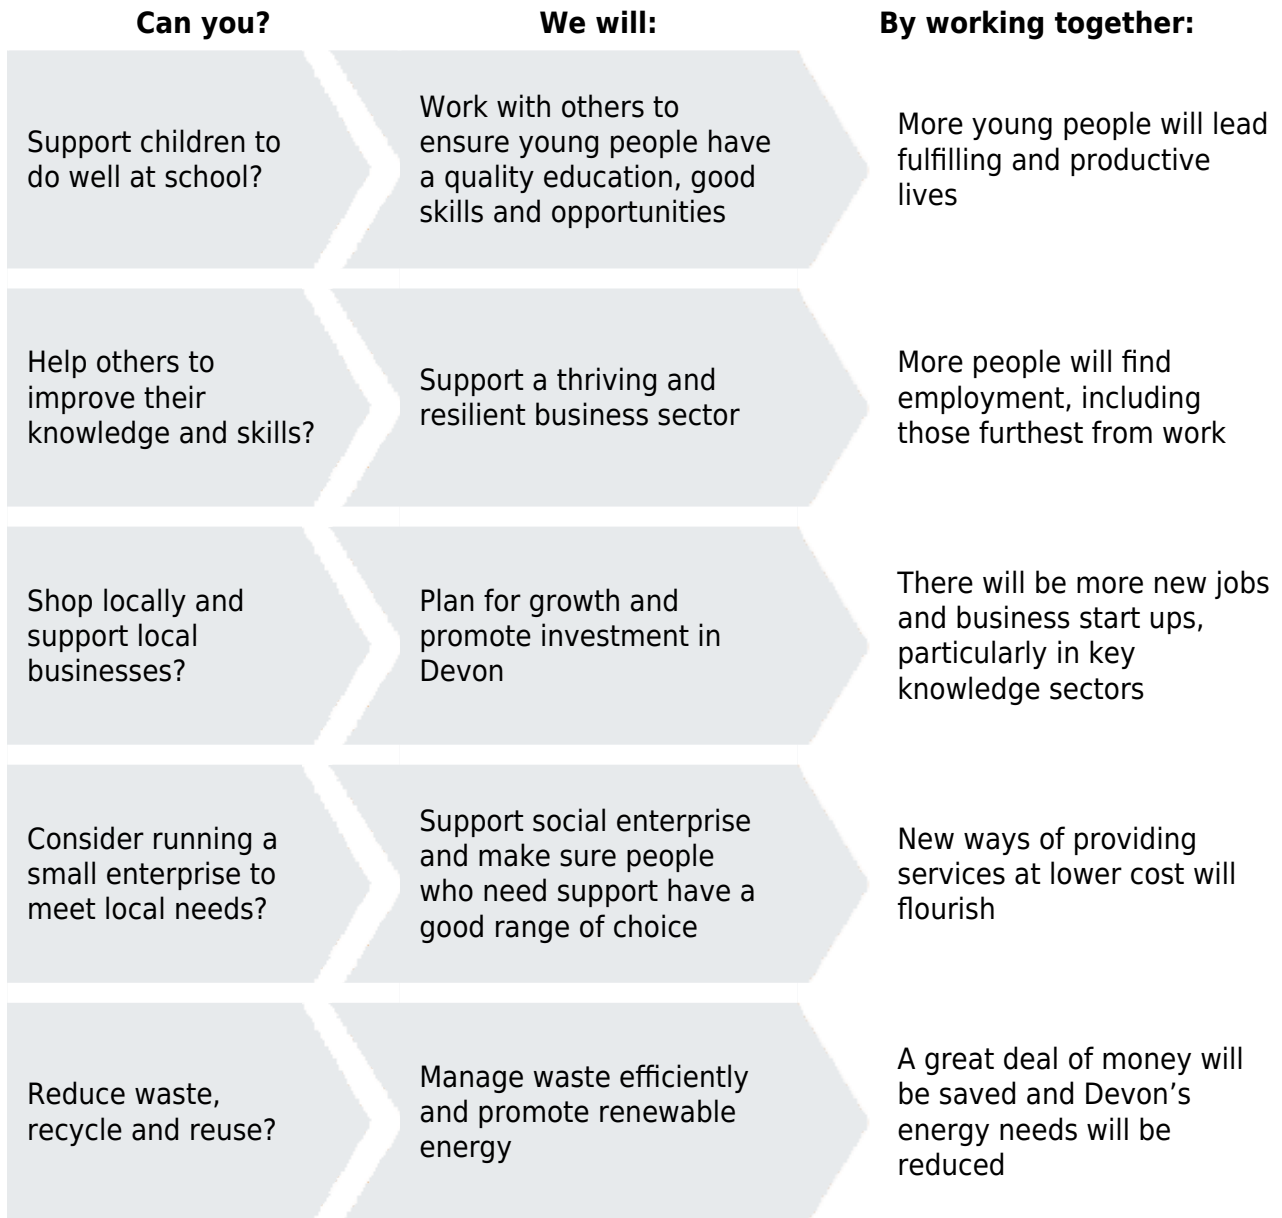 Can you?
We will:
By working together:
Support children to
do well at school?
Work with others to
ensure young people have
a quality education, good
skills and opportunities
More young people will lead
fulfilling and productive
lives
Help others to
improve their
knowledge and skills?
Support a thriving and
resilient business sector
More people will find
employment, including
those furthest from work
Shop locally and
support local
businesses?
Plan for growth and
promote investment in
Devon
There will be more new jobs
and business start ups,
particularly in key
knowledge sectors
Consider running a
small enterprise to
meet local needs?
Support social enterprise
and make sure people
who need support have a
good range of choice
New ways of providing
services at lower cost will
flourish
Reduce waste,
recycle and reuse?
Manage waste efficiently
and promote renewable
energy
A great deal of money will
be saved and Devon’s
energy needs will be
reduced